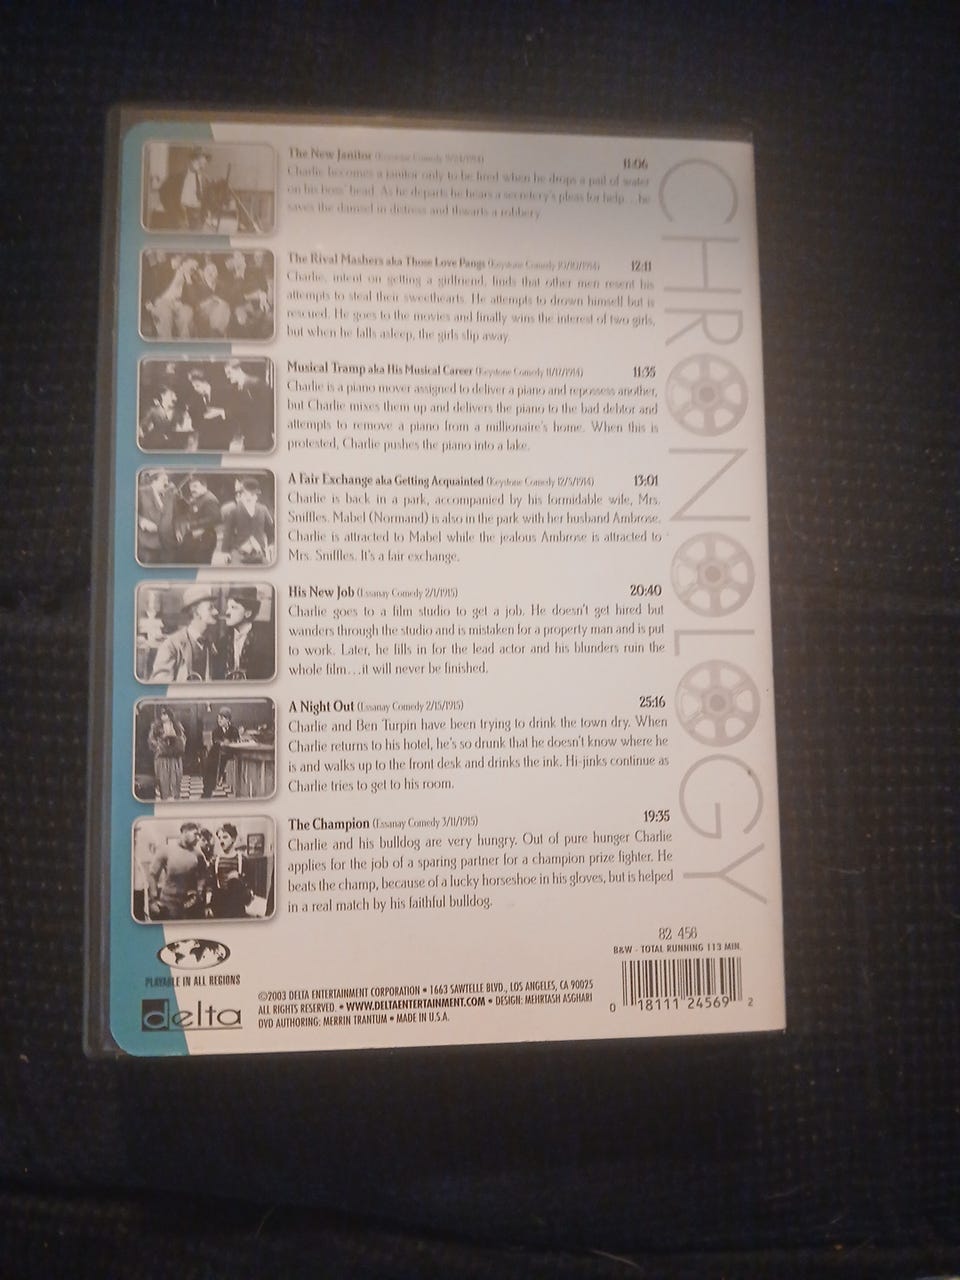 The New Janitor (Keystone Comedy 9/24/1914) 11:06
Charlie becomes a janitor only to be fired when he drops a pail of water
on his boss' head. As he departs he hears a secretary's pleas for help...he
saves the damsel in distress and thwarts a robbery.
The Rival Mashers aka Those Love Pangs (Keystone Comedy 10/10/1914) 12:11
Charlie, intent on getting a girlfriend, finds that other men resent his
attempts to steal their sweethearts. He attempts to drown himself but is
rescued. He goes to the movies and finally wins the interest of two girls,
but when he falls asleep, the girls slip away.
Musical Tramp aka His Musical Career (Keystone Comedy 11/17/1914) 11:35
Charlie is a piano mover assigned to deliver a piano and repossess another,
but Charlie mixes them up and delivers the piano to the bad debtor and
attempts to remove a piano from a millionaire's home. When this is
protested, Charlie pushes the piano into a lake.
A Fair Exchange aka Getting Acquainted (Keystone Comedy 12/5/1914) 13:01
Charlie is back in a park, accompanied by his formidable wife, Mrs.
Sniffles. Mabel (Normand) is also in the park with her husband Ambrose.
Charlie is attracted to Mabel while the jealous Ambrose is attracted to
Mrs. Sniffles. It's a fair exchange.
His New Job (Essanay Comedy 2/1/1915) 20:40
Charlie goes to a film studio to get a job. He doesn't get hired but
wanders through the studio and is mistaken for a property man and is put
to work. Later, he fills in for the lead actor and his blunders ruin the
whole film...it will never be finished.
A Night Out (Essanay Comedy 2/15/1915) 25:16
Charlie and Ben Turpin have been trying to drink the town dry. When
Charlie returns to his hotel, he's so drunk that he doesn't know where he
is and walks up to the front desk and drinks the ink. Hi-jinks continue as
Charlie tries to get to his room.
The Champion (Essanay Comedy 3/11/1915) 19:35
Charlie and his bulldog are very hungry. Out of pure hunger Charlie
applies for the job of a sparing partner for a champion prize fighter. He
beats the champ, because of a lucky horseshoe in his gloves, but is helped
in a real match by his faithful bulldog.
CHRONOLOGY
82 456
B&W - TOTAL RUNNING 113 MIN.
PLAYABLE IN ALL REGIONS
delta
©2003 DELTA ENTERTAINMENT CORPORATION • 1663 SAWTELLE BLVD., LOS ANGELES, CA 90025
ALL RIGHTS RESERVED. • WWW.DELTAENTERTAINMENT.COM • DESIGN: MEHRTASH ASGHARI
DVD AUTHORING: MERRIN TRANTUM • MADE IN U.S.A.
0 18111 24569 2